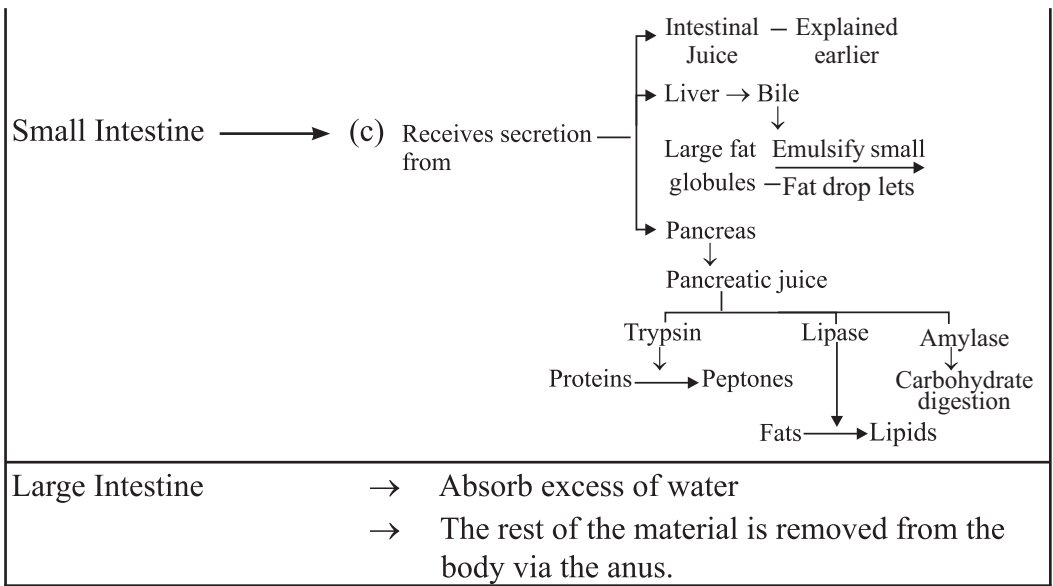 Intestinal – Explained
Juice earlier
Small Intestine → (c) Receives secretion
from
Liver → Bile
↓
Large fat Emulsify small
globules – Fat drop lets
Pancreas
↓
Pancreatic juice
Trypsin Lipase Amylase
Proteins → Peptones
Carbohydrate
digestion
Fats → Lipids
Large Intestine → Absorb excess of water
→ The rest of the material is removed from the
body via the anus.